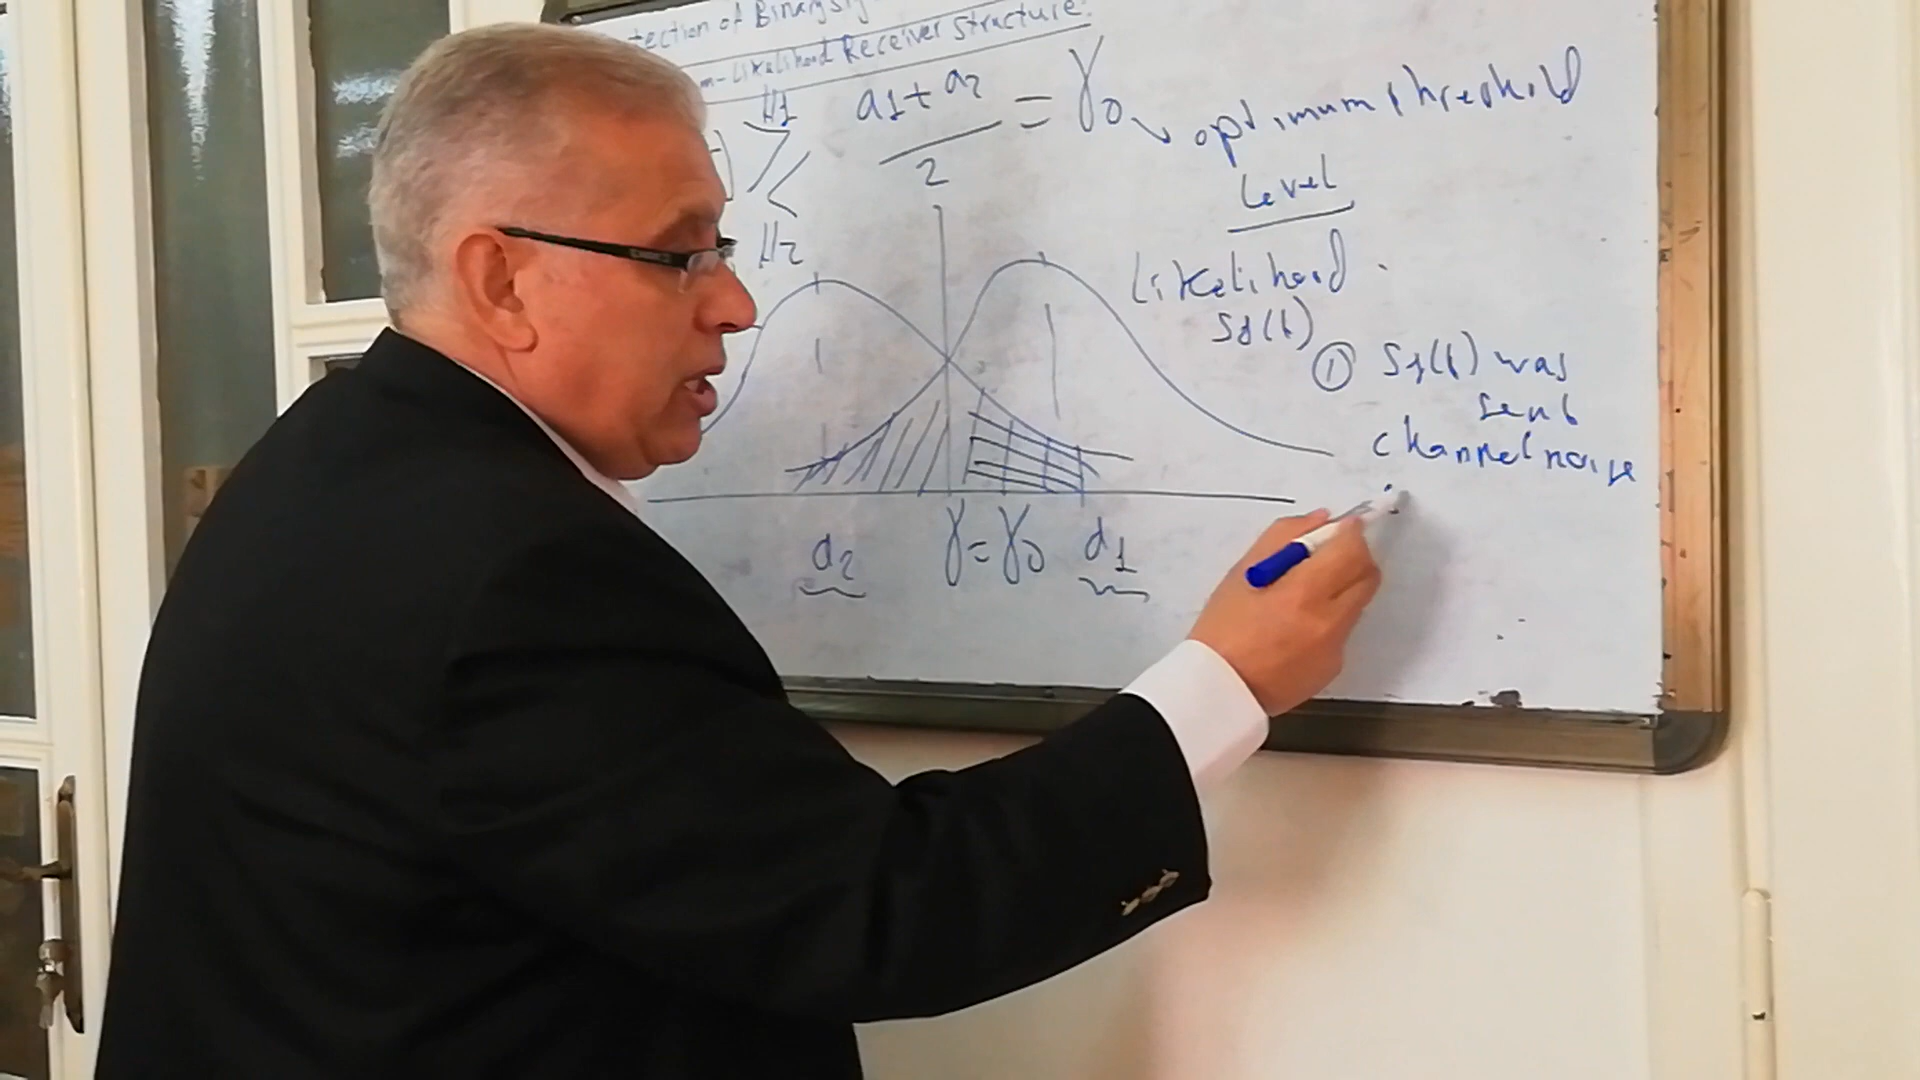 tection of Binary sig
m-Likelihood Receiver Structure.
H1
a1 + a2
2
= γ0 optimum threshold
Level
H2
Likelihood
S1(t)
① S1(t) was
sent
channel noise
a2 γ=γ0 a1